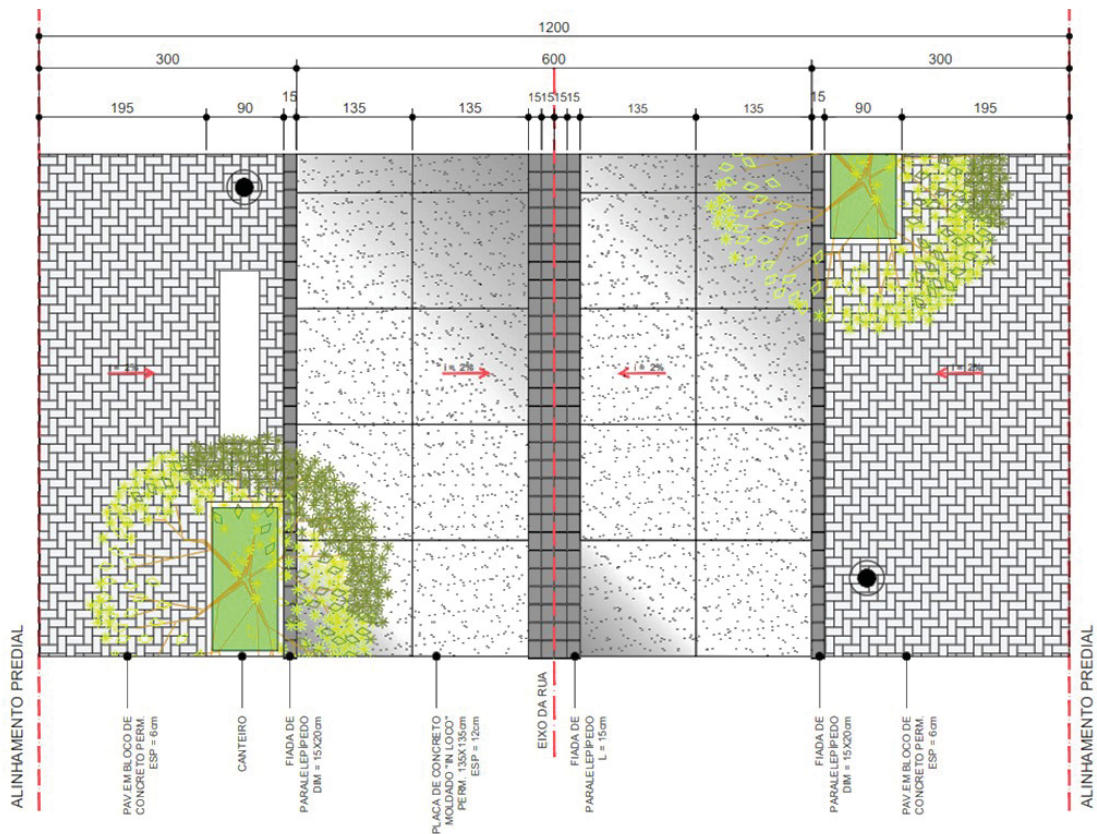 1200
300
600
300
195
90
15
135
135
15
15
15
15
135
135
15
90
195
i = 2%
i = 2%
i = 2%
i = 2%
ALINHAMENTO PREDIAL
PAV. EM BLOCO DE
CONCRETO PERM.
ESP = 6cm
CANTEIRO
FIADA DE
PARALELEPÍPEDO
DIM = 15X20cm
PLACA DE CONCRETO
MOLDADO "IN LOCO"
PERM. 135X135cm
ESP = 12cm
EIXO DA RUA
FIADA DE
PARALELEPÍPEDO
L = 15cm
FIADA DE
PARALELEPÍPEDO
DIM = 15X20cm
PAV. EM BLOCO DE
CONCRETO PERM.
ESP = 6cm
ALINHAMENTO PREDIAL